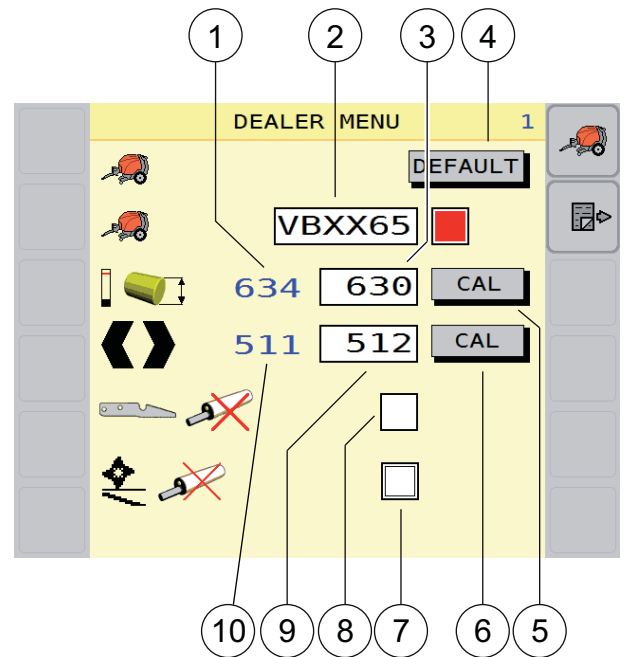 1 2 3 4
DEALER MENU 1
DEFAULT
VBXX65
634 630 CAL
511 512 CAL
10 9 8 7 6 5